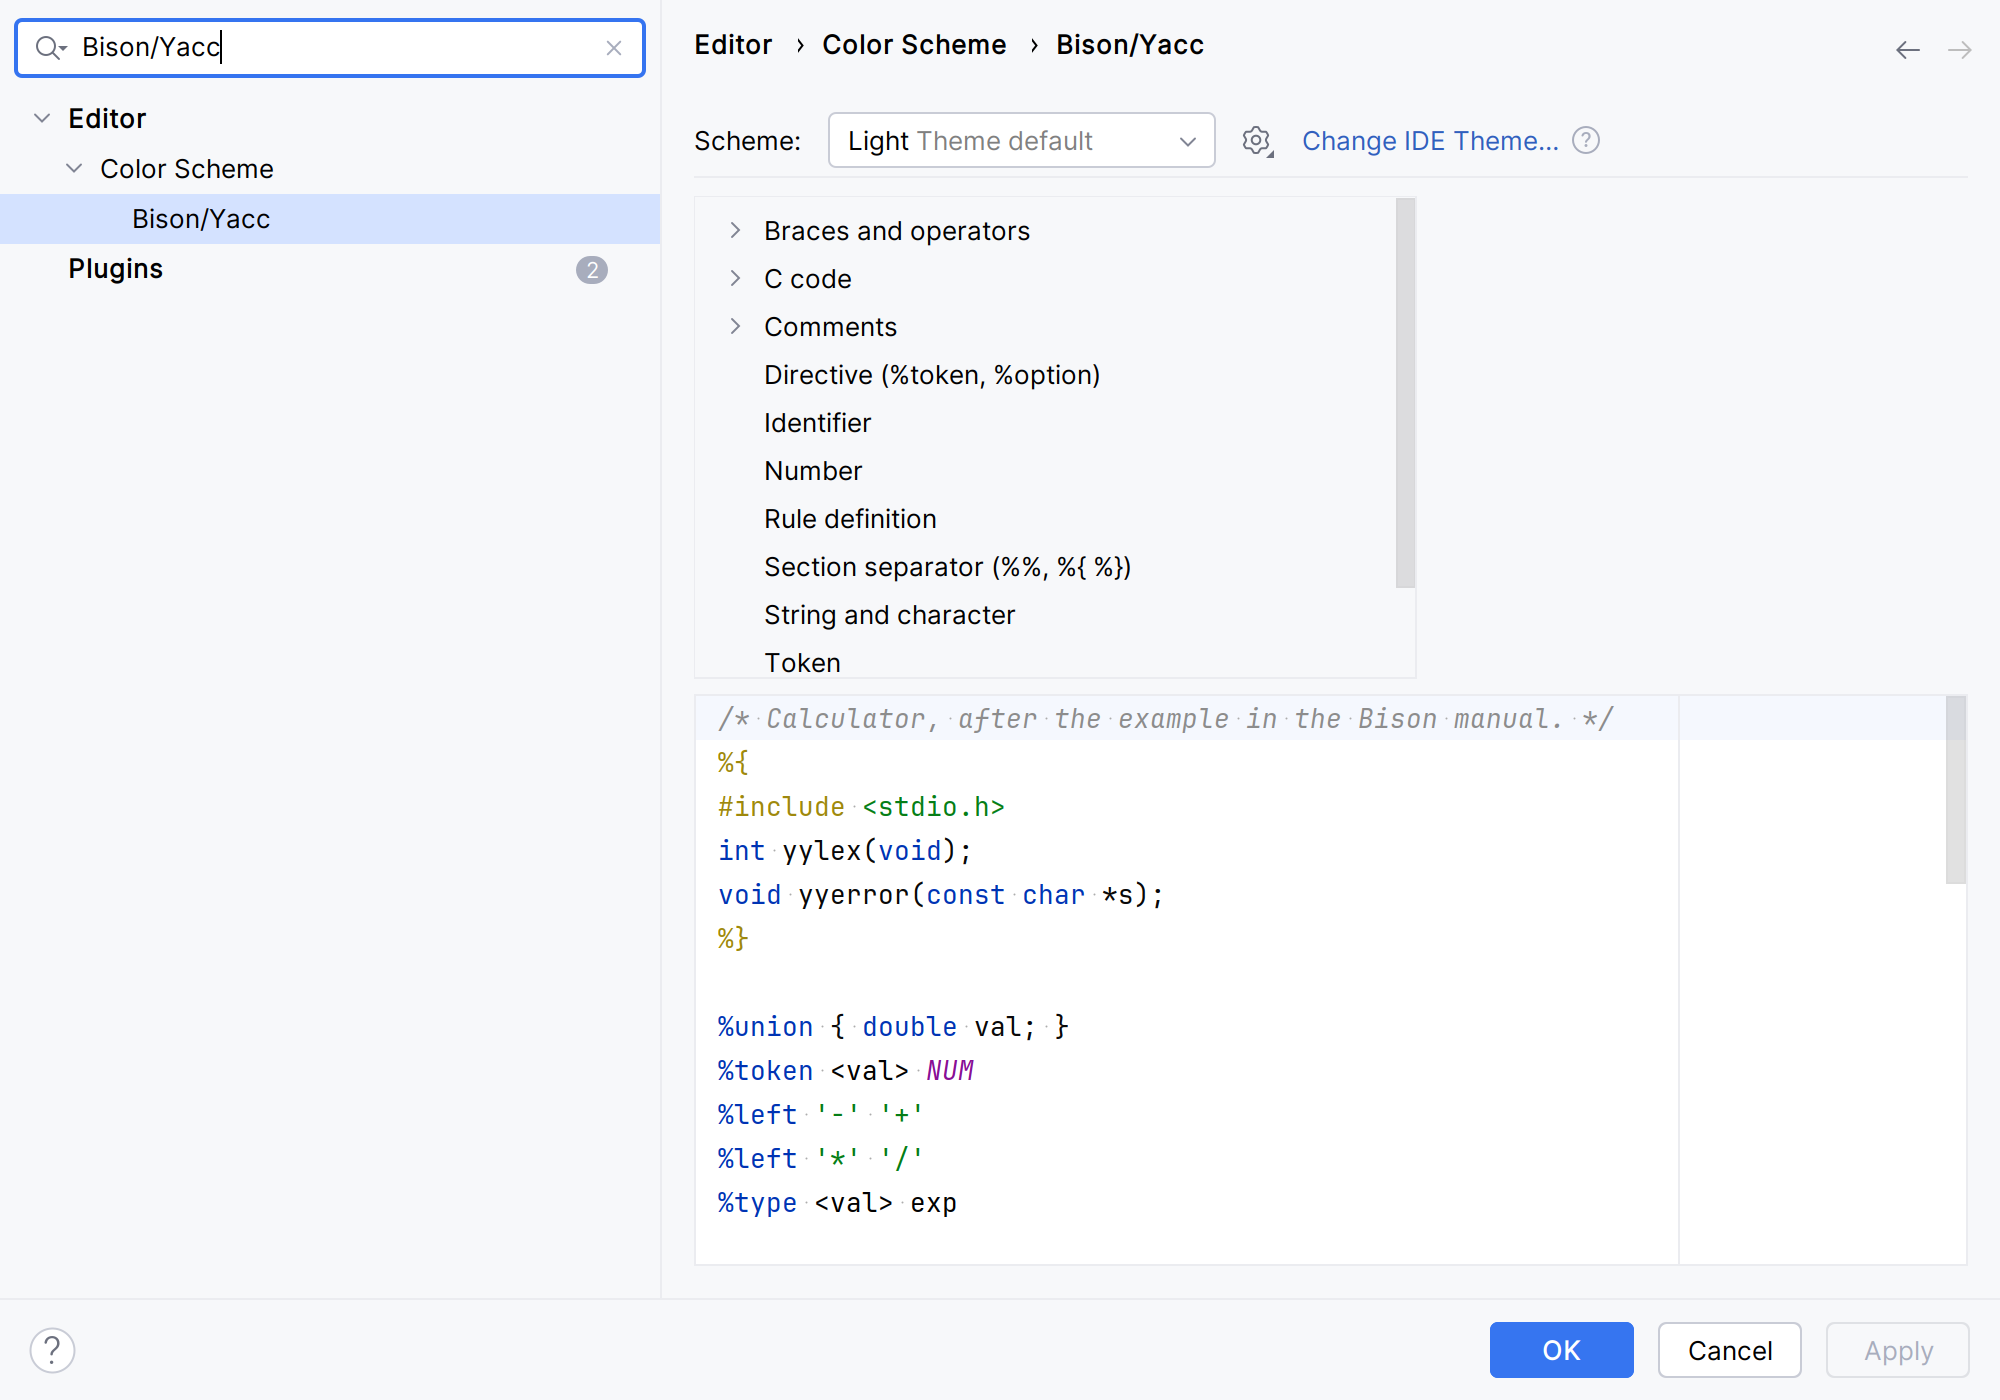 Bison/Yacc
Editor
Color Scheme
Bison/Yacc
Plugins 2
Editor › Color Scheme › Bison/Yacc
Scheme: Light Theme default Change IDE Theme... ?
Braces and operators
C code
Comments
Directive (%token, %option)
Identifier
Number
Rule definition
Section separator (%%, %{ %})
String and character
Token
/* Calculator, after the example in the Bison manual. */
%{
#include <stdio.h>
int yylex(void);
void yyerror(const char *s);
%}
%union { double val; }
%token <val> NUM
%left '-' '+'
%left '*' '/'
%type <val> exp
? OK Cancel Apply